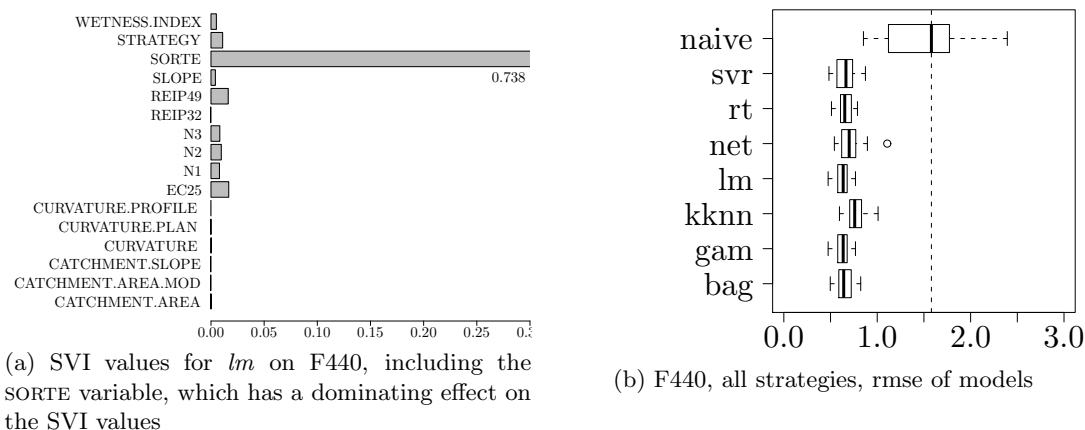 WETNESS.INDEX
STRATEGY
SORTE
SLOPE
0.738
REIP49
REIP32
N3
N2
N1
EC25
CURVATURE.PROFILE
CURVATURE.PLAN
CURVATURE
CATCHMENT.SLOPE
CATCHMENT.AREA.MOD
CATCHMENT.AREA
0.00 0.05 0.10 0.15 0.20 0.25 0.3
(a) SVI values for lm on F440, including the
SORTE variable, which has a dominating effect on
the SVI values
naive
svr
rt
net
lm
kknn
gam
bag
0.0 1.0 2.0 3.0
(b) F440, all strategies, rmse of models